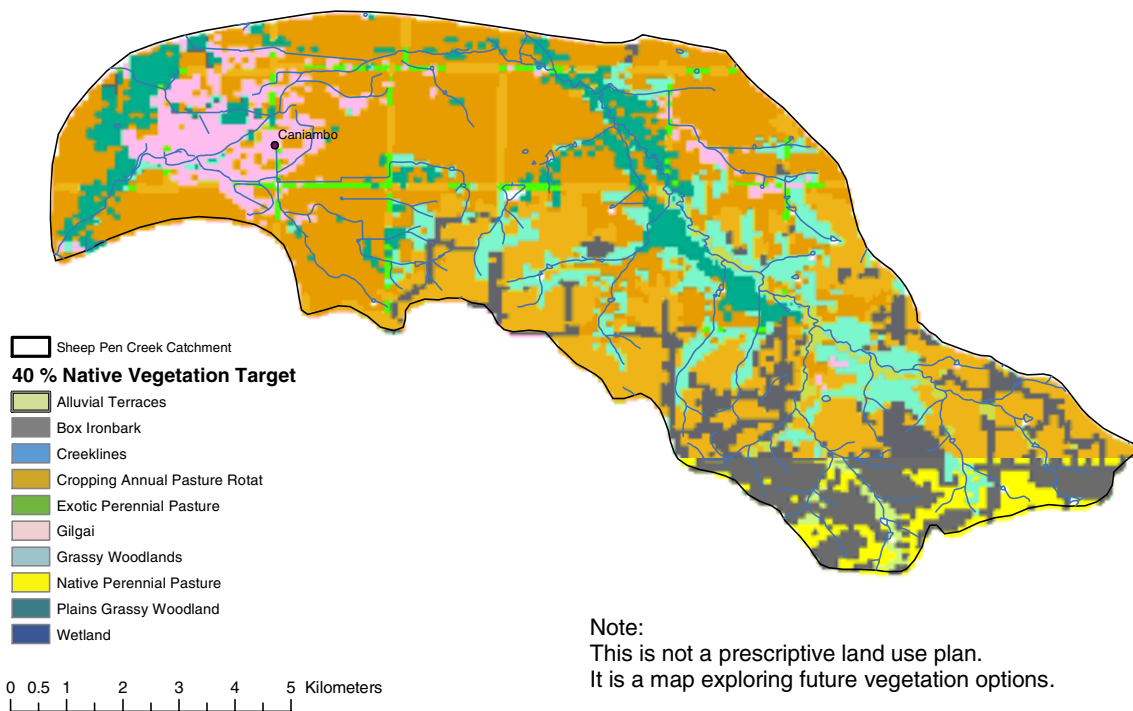 Caniambo
Sheep Pen Creek Catchment
40 % Native Vegetation Target
Alluvial Terraces
Box Ironbark
Creeklines
Cropping Annual Pasture Rotat
Exotic Perennial Pasture
Gilgai
Grassy Woodlands
Native Perennial Pasture
Plains Grassy Woodland
Wetland
Note:
This is not a prescriptive land use plan.
It is a map exploring future vegetation options.
0 0.5 1 2 3 4 5 Kilometers